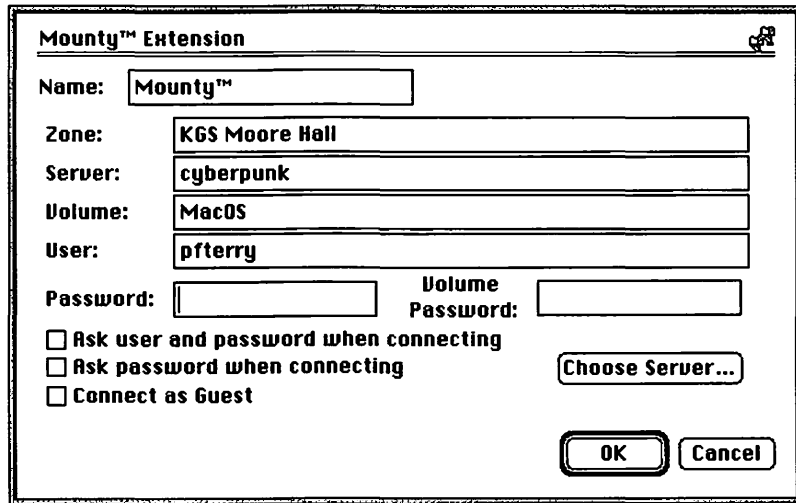 Mounty™ Extension
Name: Mounty™
Zone: KGS Moore Hall
Server: cyberpunk
Volume: MacOS
User: pfterry
Password:
Volume Password:
Ask user and password when connecting
Ask password when connecting
Choose Server...
Connect as Guest
OK Cancel